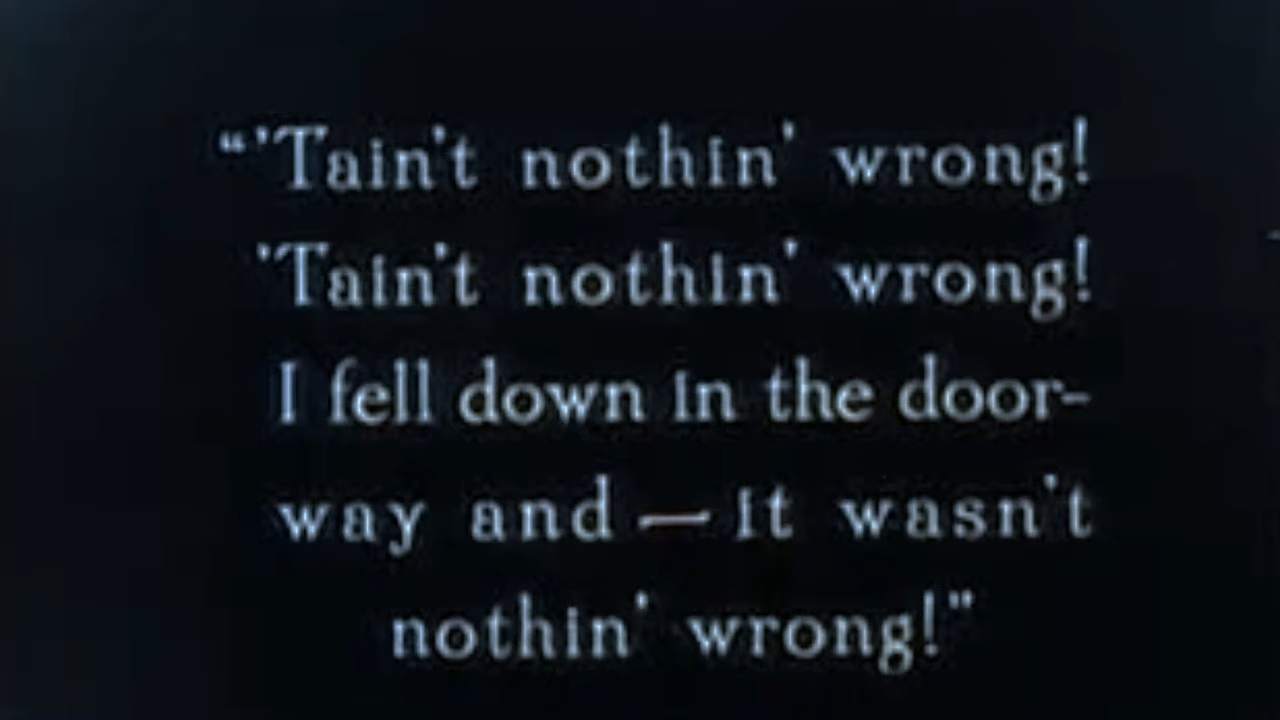 “'Tain't nothin' wrong!
'Tain't nothin' wrong!
I fell down in the door-
way and — it wasn't
nothin' wrong!”